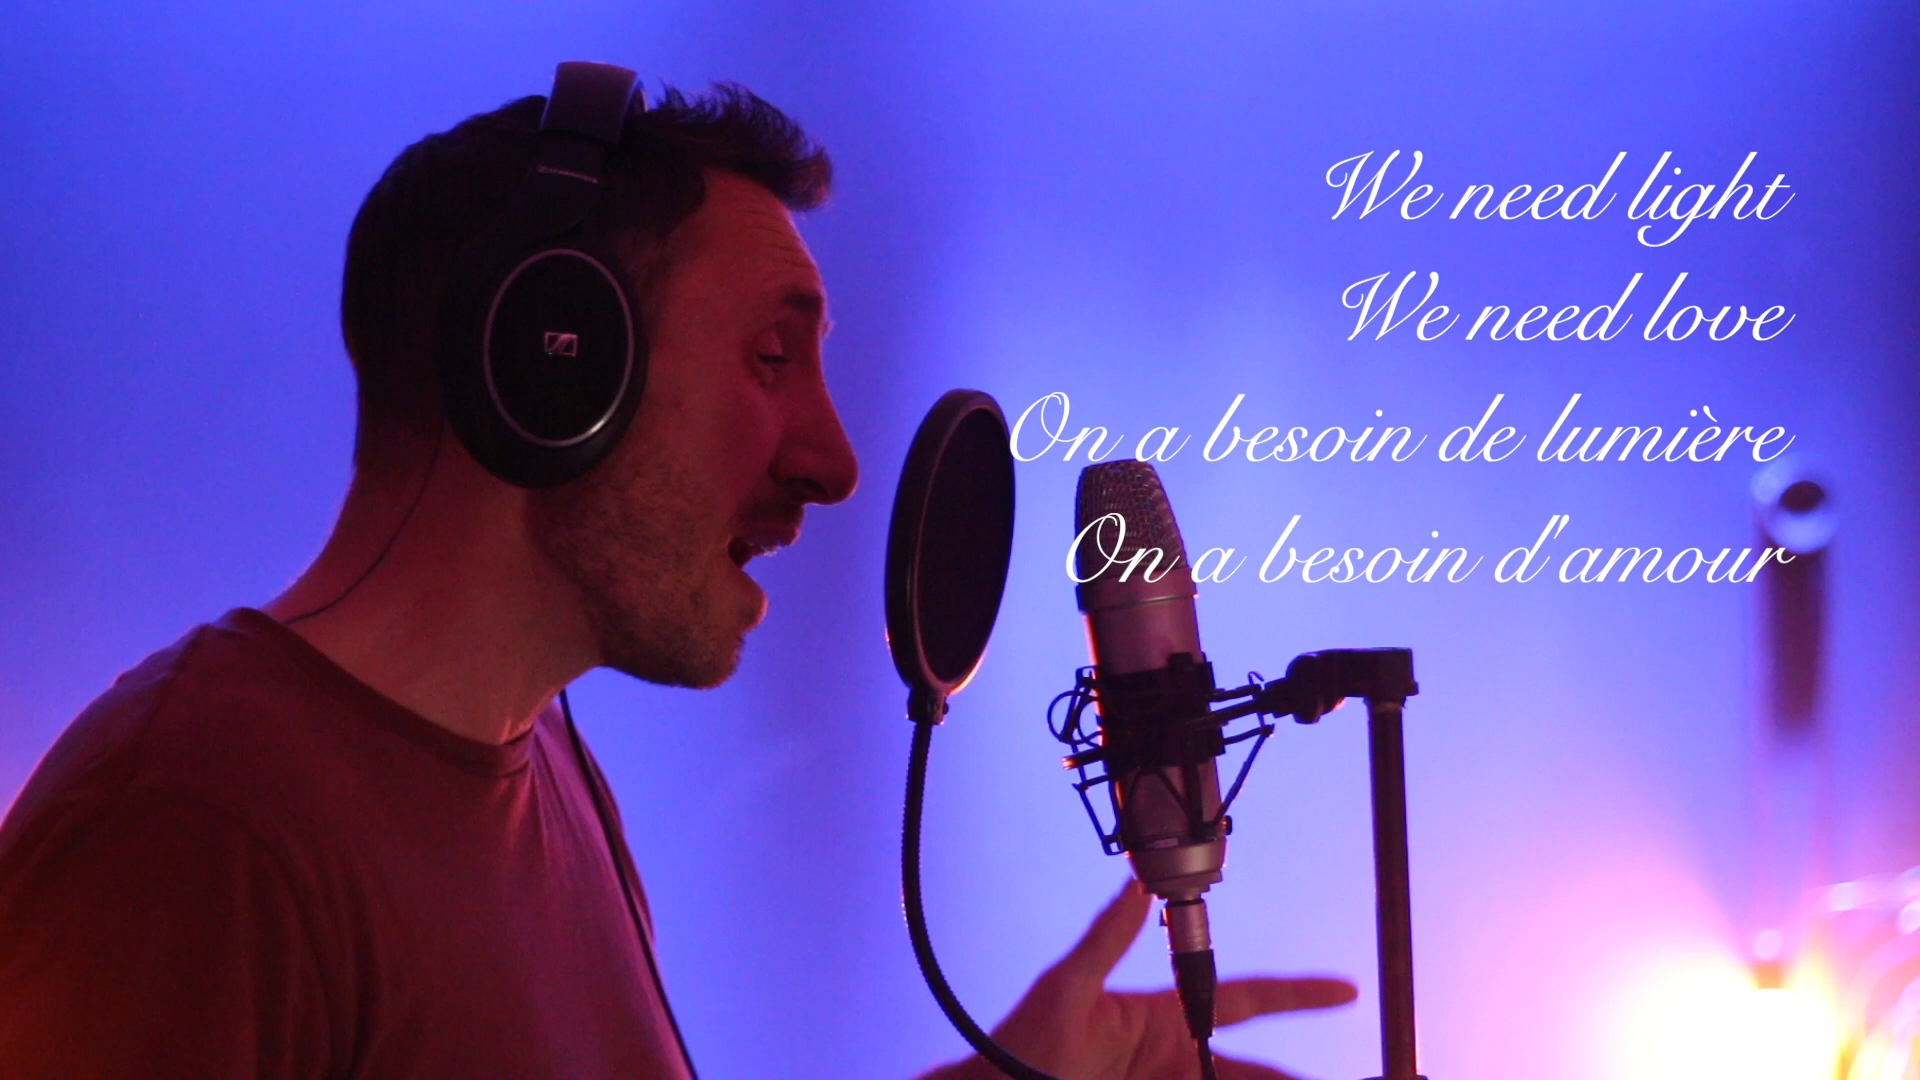 We need light
We need love
On a besoin de lumière
On a besoin d'amour